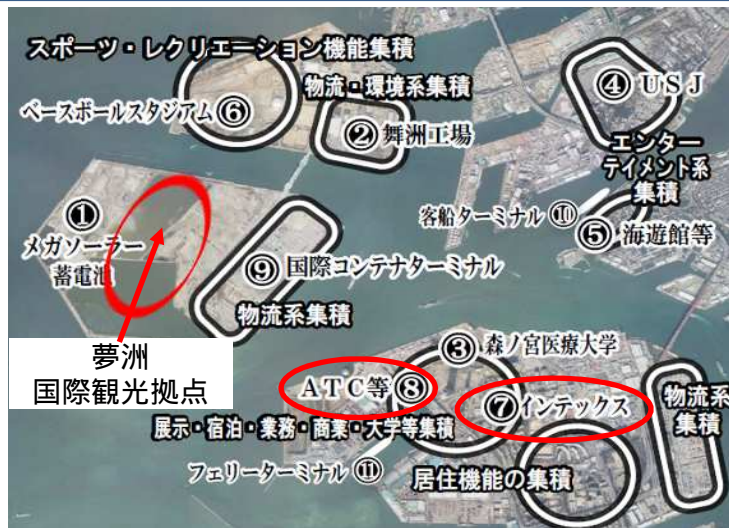 スポーツ・レクリエーション機能集積
ベースボールスタジアム⑥
物流・環境系集積
②舞洲工場
④USJ
エンター
テイメント系
集積
客船ターミナル⑩
⑤海遊館等
①
メガソーラー
蓄電池
⑨国際コンテナターミナル
物流系集積
夢洲
国際観光拠点
③森ノ宮医療大学
ATC等⑧
⑦インテックス
展示・宿泊・業務・商業・大学等集積
物流系
集積
フェリーターミナル⑪
居住機能の集積